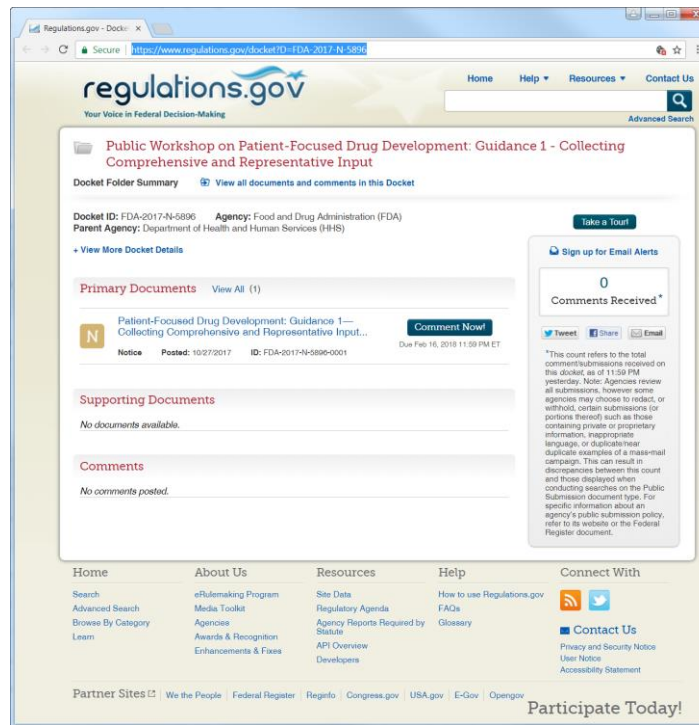 Regulations.gov - Docke
Secure https://www.regulations.gov/docket?D=FDA-2017-N-5896
regulations.gov
Your Voice in Federal Decision-Making
Home Help Resources Contact Us
Advanced Search
Public Workshop on Patient-Focused Drug Development: Guidance 1 - Collecting
Comprehensive and Representative Input
Docket Folder Summary View all documents and comments in this Docket
Docket ID: FDA-2017-N-5896 Agency: Food and Drug Administration (FDA)
Parent Agency: Department of Health and Human Services (HHS)
+ View More Docket Details
Primary Documents View All (1)
N
Patient-Focused Drug Development: Guidance 1—
Collecting Comprehensive and Representative Input...
Notice Posted: 10/27/2017 ID: FDA-2017-N-5896-0001
Comment Now!
Due Feb 16, 2018 11:59 PM ET
Supporting Documents
No documents available.
Comments
No comments posted.
Take a Tour!
Sign up for Email Alerts
0
Comments Received*
Tweet Share Email
*This count refers to the total
comment/submissions received on
this docket, as of 11:59 PM
yesterday. Note: Agencies review
all submissions, however some
agencies may choose to redact, or
withhold, certain submissions (or
portions thereof) such as those
containing private or proprietary
information, inappropriate
language, or duplicate/near
duplicate examples of a mass-mail
campaign. This can result in
discrepancies between this count
and those displayed when
conducting searches on the Public
Submission document type. For
specific information about an
agency's public submission policy,
refer to its website or the Federal
Register document.
Home
Search
Advanced Search
Browse By Category
Learn
About Us
eRulemaking Program
Media Toolkit
Agencies
Awards & Recognition
Enhancements & Fixes
Resources
Site Data
Regulatory Agenda
Agency Reports Required by
Statute
API Overview
Developers
Help
How to use Regulations.gov
FAQs
Glossary
Connect With
Contact Us
Privacy and Security Notice
User Notice
Accessibility Statement
Partner Sites We the People Federal Register Reginfo Congress.gov USA.gov E-Gov Opengov
Participate Today!